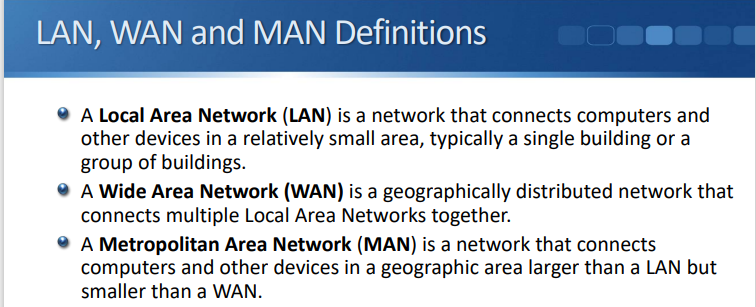 LAN, WAN and MAN Definitions
A Local Area Network (LAN) is a network that connects computers and
other devices in a relatively small area, typically a single building or a
group of buildings.
A Wide Area Network (WAN) is a geographically distributed network that
connects multiple Local Area Networks together.
A Metropolitan Area Network (MAN) is a network that connects
computers and other devices in a geographic area larger than a LAN but
smaller than a WAN.